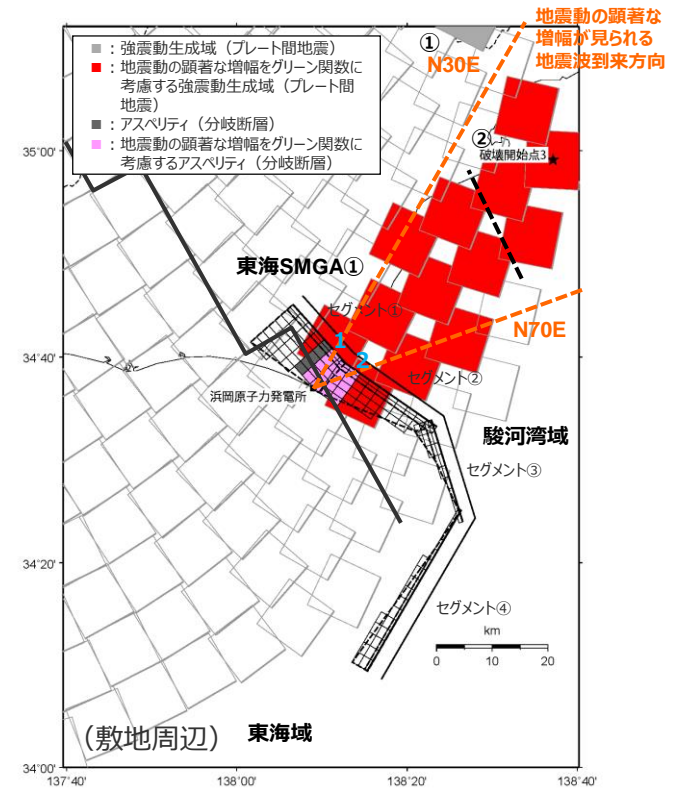 地震動の顕著な
増幅が見られる
地震波到来方向
■：強震動生成域（プレート間地震）
■：地震動の顕著な増幅をグリーン関数に
考慮する強震動生成域（プレート間
地震）
■：アスペリティ（分岐断層）
■：地震動の顕著な増幅をグリーン関数に
考慮するアスペリティ（分岐断層）
①
N30E
②
破壊開始点3
★
35°00'
東海SMGA①
セグメント①
N70E
1
2
34°40'
セグメント②
浜岡原子力発電所
駿河湾域
セグメント③
34°20'
セグメント④
km
0 10 20
（敷地周辺）
東海域
34°00'
137°40' 138°00' 138°20' 138°40'